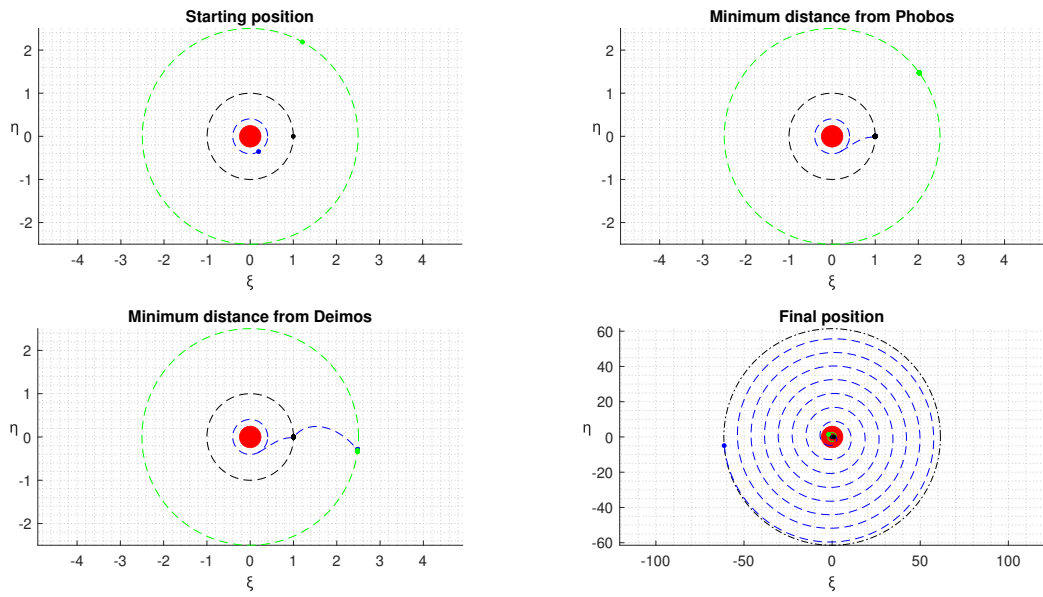 Starting position
2
1
η 0
-1
-2
-4 -3 -2 -1 0 1 2 3 4
ξ
Minimum distance from Phobos
2
1
η 0
-1
-2
-4 -3 -2 -1 0 1 2 3 4
ξ
Minimum distance from Deimos
2
1
η 0
-1
-2
-4 -3 -2 -1 0 1 2 3 4
ξ
Final position
60
40
20
η 0
-20
-40
-60
-100 -50 0 50 100
ξ